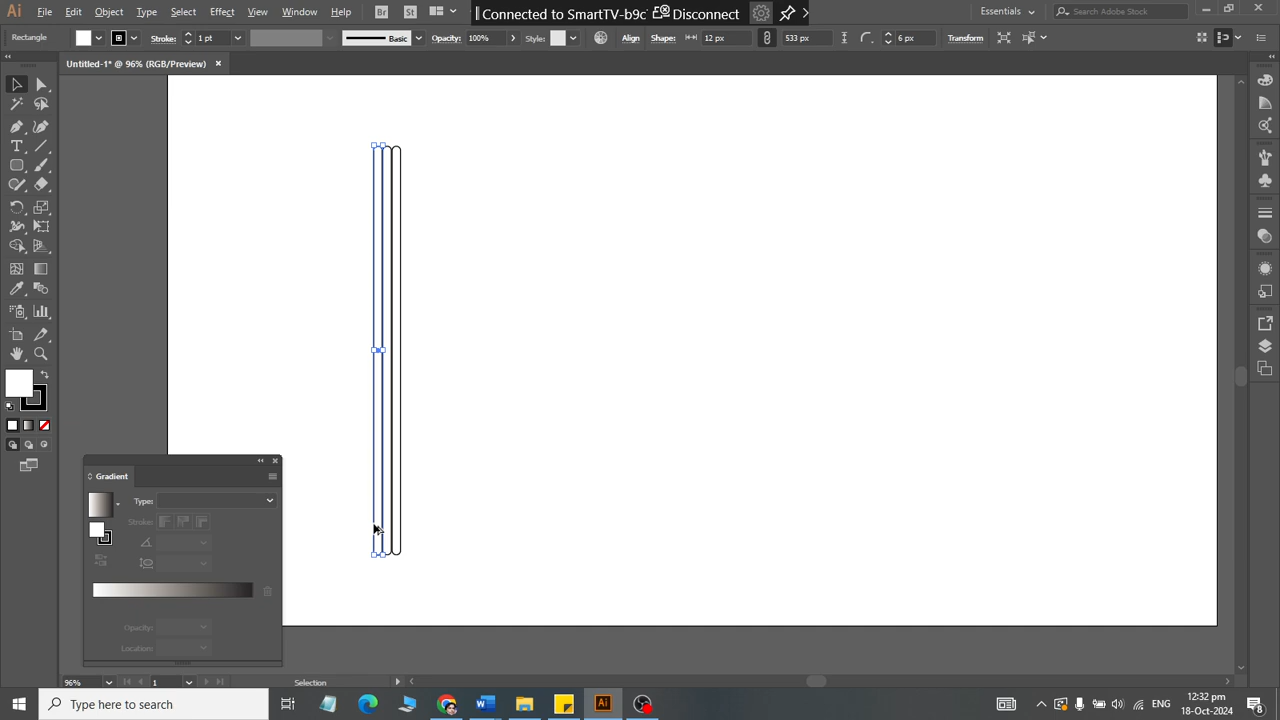 Ai File Edit Object Type Select Effect View Window Help Br St Connected to SmartTV-b9c Disconnect Essentials Search Adobe Stock
Rectangle Stroke: 1 pt Basic Opacity: 100% Style: Align Shape: 12 px 533 px 6 px Transform
Untitled-1* @ 96% (RGB/Preview)
Gradient
Type:
Stroke:
Opacity:
Location:
96% 1 Selection
Type here to search Ai ENG 12:32 pm
18-Oct-2024 8